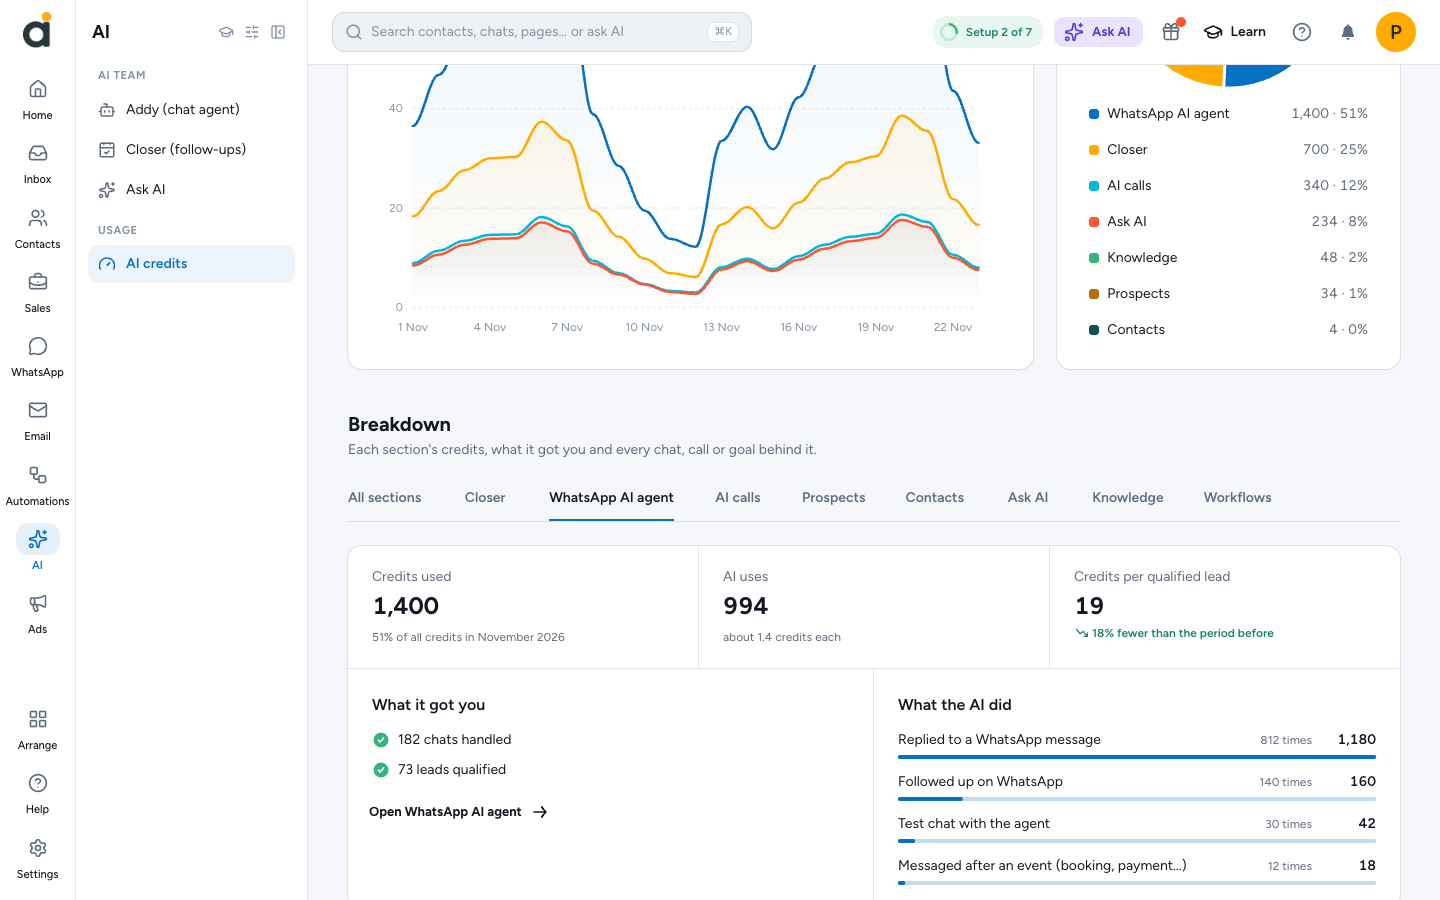 AI
Search contacts, chats, pages... or ask AI
⌘K
Setup 2 of 7
Ask AI
Learn
P
Home
Inbox
Contacts
Sales
WhatsApp
Email
Automations
AI
Ads
Arrange
Help
Settings
AI TEAM
Addy (chat agent)
Closer (follow-ups)
Ask AI
USAGE
AI credits
40
20
0
1 Nov
4 Nov
7 Nov
10 Nov
13 Nov
16 Nov
19 Nov
22 Nov
WhatsApp AI agent 1,400 · 51%
Closer 700 · 25%
AI calls 340 · 12%
Ask AI 234 · 8%
Knowledge 48 · 2%
Prospects 34 · 1%
Contacts 4 · 0%
Breakdown
Each section's credits, what it got you and every chat, call or goal behind it.
All sections
Closer
WhatsApp AI agent
AI calls
Prospects
Contacts
Ask AI
Knowledge
Workflows
Credits used
1,400
51% of all credits in November 2026
AI uses
994
about 1.4 credits each
Credits per qualified lead
19
18% fewer than the period before
What it got you
182 chats handled
73 leads qualified
Open WhatsApp AI agent
What the AI did
Replied to a WhatsApp message 812 times 1,180
Followed up on WhatsApp 140 times 160
Test chat with the agent 30 times 42
Messaged after an event (booking, payment...) 12 times 18